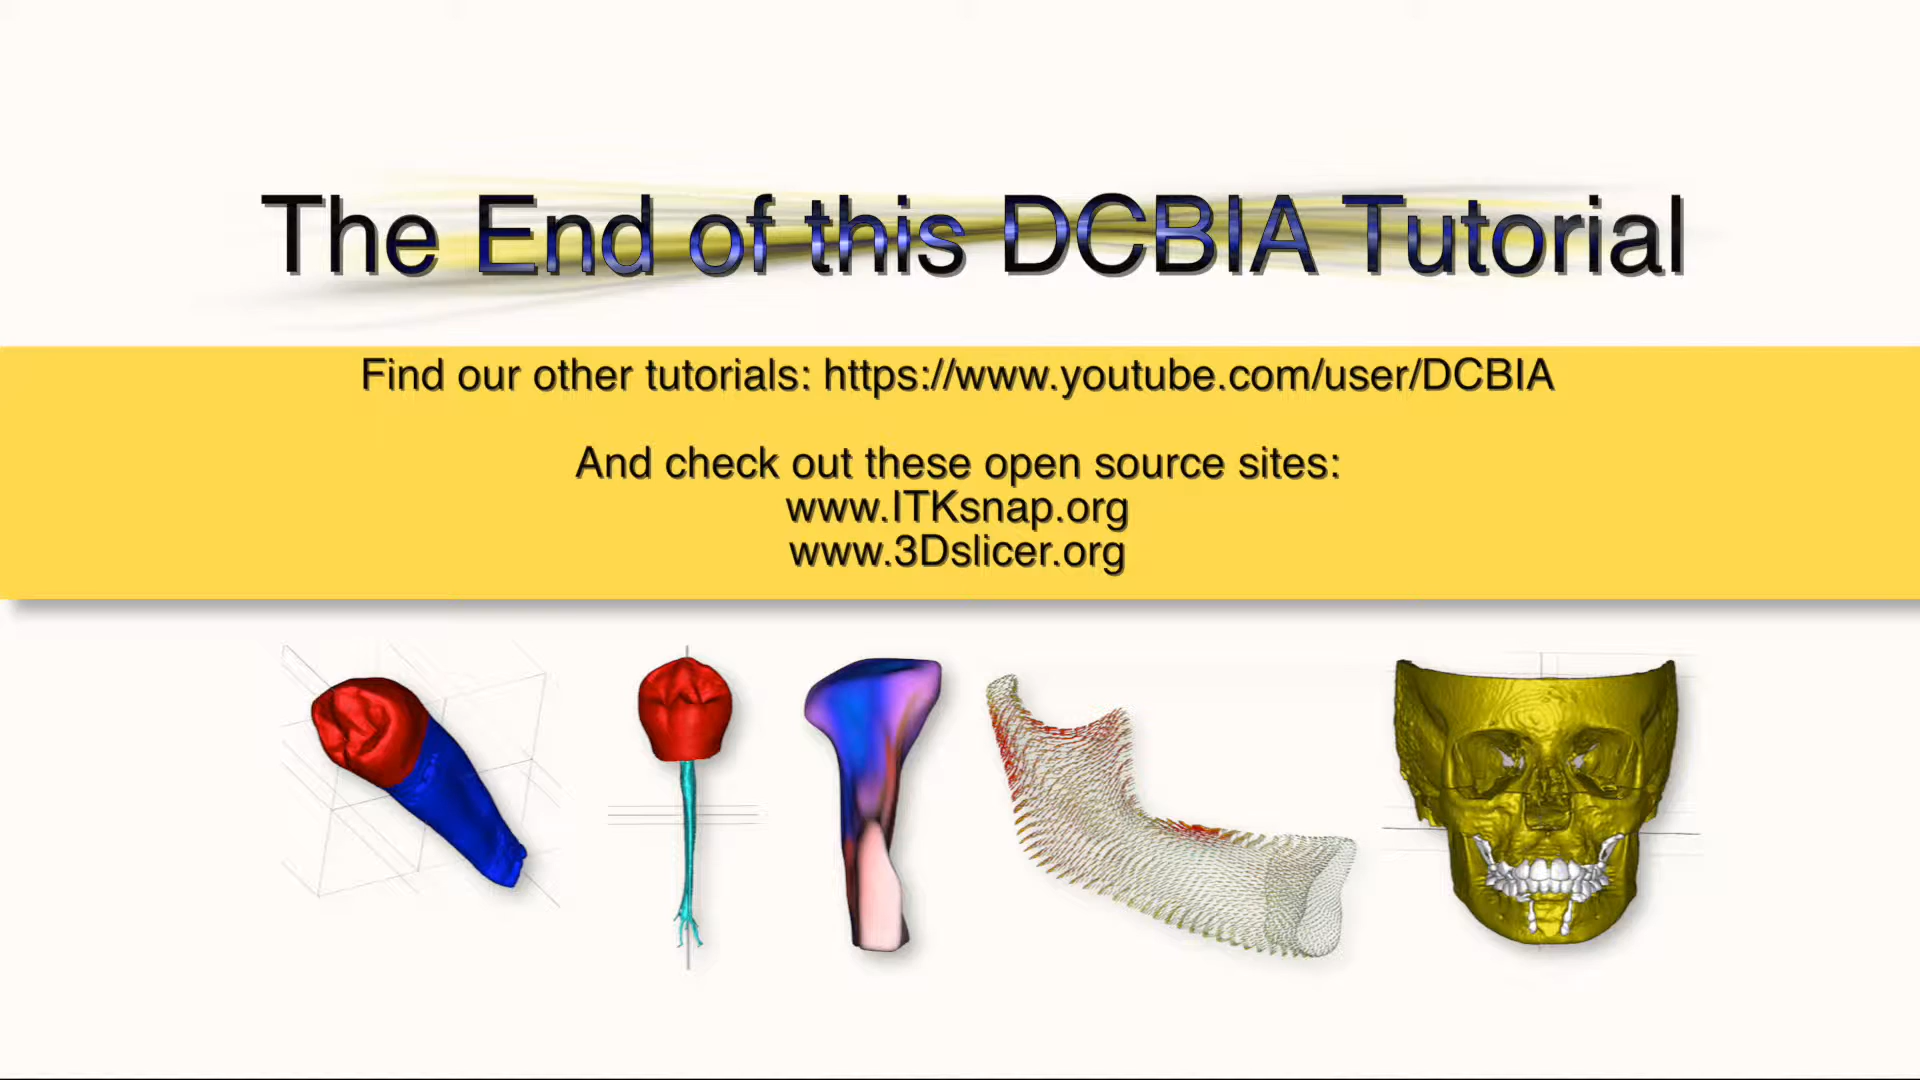 The End of this DCBIA Tutorial
Find our other tutorials: https://www.youtube.com/user/DCBIA
And check out these open source sites:
www.ITKsnap.org
www.3Dslicer.org